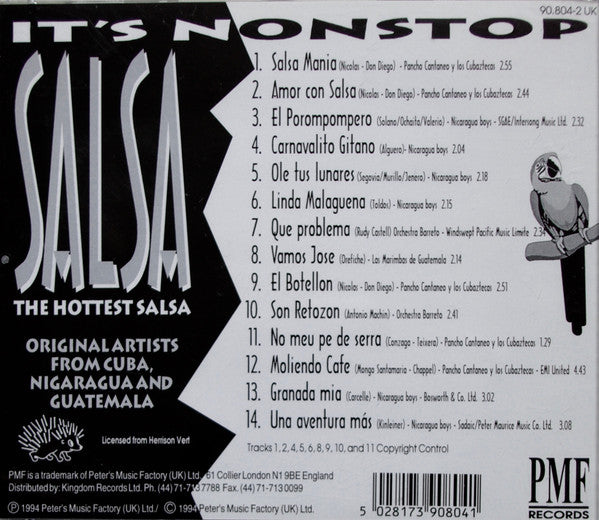 IT'S NONSTOP
90.804-2 UK
SALSA
THE HOTTEST SALSA
ORIGINAL ARTISTS
FROM CUBA,
NIGARAGUA AND
GUATEMALA
1. Salsa Mania (Nicolas - Don Diego) - Pancho Cantaneo y los Cubaztecas 2.55
2. Amor con Salsa (Nicolas - Don Diego) - Pancho Cantaneo y los Cubaztecas 2.44
3. El Porompompero (Solano/Ochaita/Valerio) - Nicaragua boys - SGAE/Intersong Music Ltd. 2.32
4. Carnavalito Gitano (Alguero)- Nicaragua boys 2.04
5. Ole tus lunares (Segovia/Murillo/Jenero) - Nicaragua boys 2.18
6. Linda Malaguena (Toldos) - Nicaragua boys 2.15
7. Que problema (Rudy Castell) Orchestra Barreto - Windswept Pacific Music Limite 2.34
8. Vamos Jose (Orefiche) - Las Marimbas de Guatemala 2.14
9. El Botellon (Nicolas - Don Diego) - Pancho Cantaneo y los Cubaztecas 2.51
10. Son Retozon (Antonio Machin) - Orchestra Barreto 2.41
11. No meu pe de serra (Gonzaga - Teixera) - Pancho Cantaneo y los Cubaztecas 1.29
12. Moliendo Cafe (Mongo Santamaria - Chappel) - Pancho Cantaneo y los Cubaztecas - EMI United 4.43
13. Granada mia (Carcelle) - Nicaragua boys - Bosworth & Co. Ltd. 3.02
14. Una aventura más (Kinleiner) - Nicaragua boys - Sadaic/Peter Maurice Music Co. Ltd. 3.08
Tracks 1, 2, 4, 5, 6, 8, 9, 10, and 11 Copyright Control
Licensed from Herrison Vert
PMF is a trademark of Peter's Music Factory (UK) Ltd. 61 Collier London N1 9BE England
Distributed by: Kingdom Records Ltd. Ph. (44) 71-713 7788 Fax. (44) 71-713 0099
Ⓟ 1994 Peter's Music Factory (UK) Ltd./ © 1994 Peter's Music Factory (UK) Ltd.
5 028173 908041
PMF
RECORDS